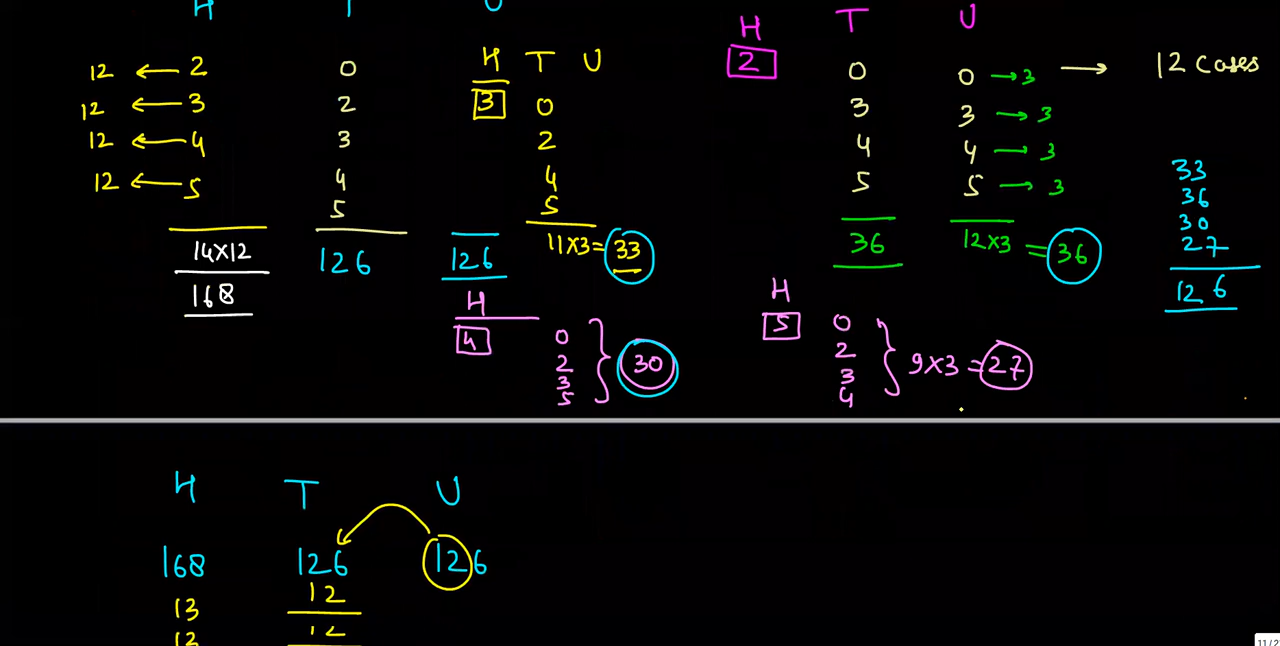 H T U
12 ← 2 0
12 ← 3 2
12 ← 4 3
12 ← 5 4
5
14×12 126
168
H T U
3 0
2
4
5
126 11×3 = 33
H
4 0
2
3
5
30
H T U
2 0 0 → 3 → 12 cases
3 3 → 3
4 4 → 3
5 5 → 3
36 12×3 = 36
H
5 0
2
3
4
9×3 = 27
33
36
30
27
126
H T U
168 126 126
13 12